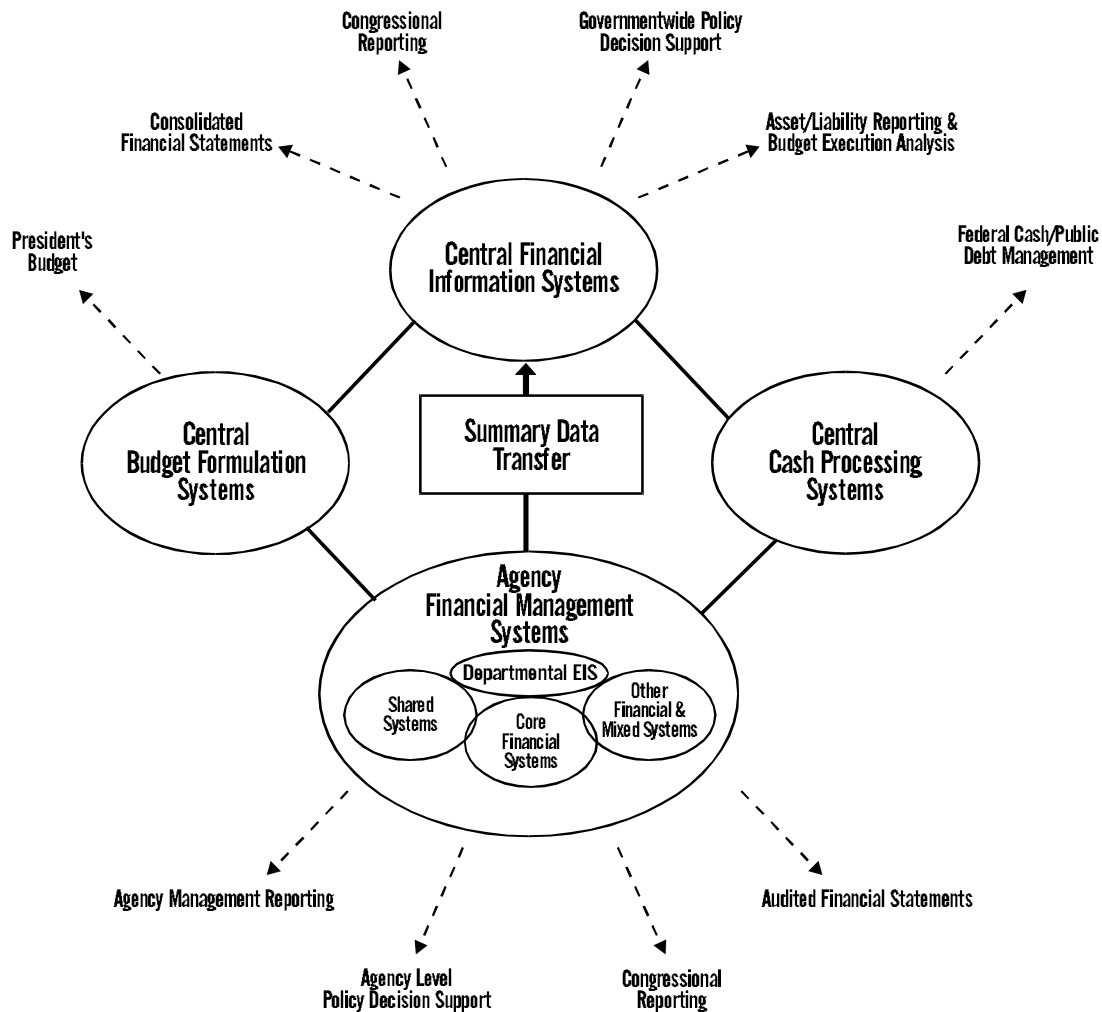 Congressional
Reporting
Governmentwide Policy
Decision Support
Consolidated
Financial Statements
Asset/Liability Reporting &
Budget Execution Analysis
President's
Budget
Federal Cash/Public
Debt Management
Central Financial
Information Systems
Central
Budget Formulation
Systems
Summary Data
Transfer
Central
Cash Processing
Systems
Agency
Financial Management
Systems
Departmental EIS
Shared
Systems
Core
Financial
Systems
Other
Financial &
Mixed Systems
Agency Management Reporting
Audited Financial Statements
Agency Level
Policy Decision Support
Congressional
Reporting